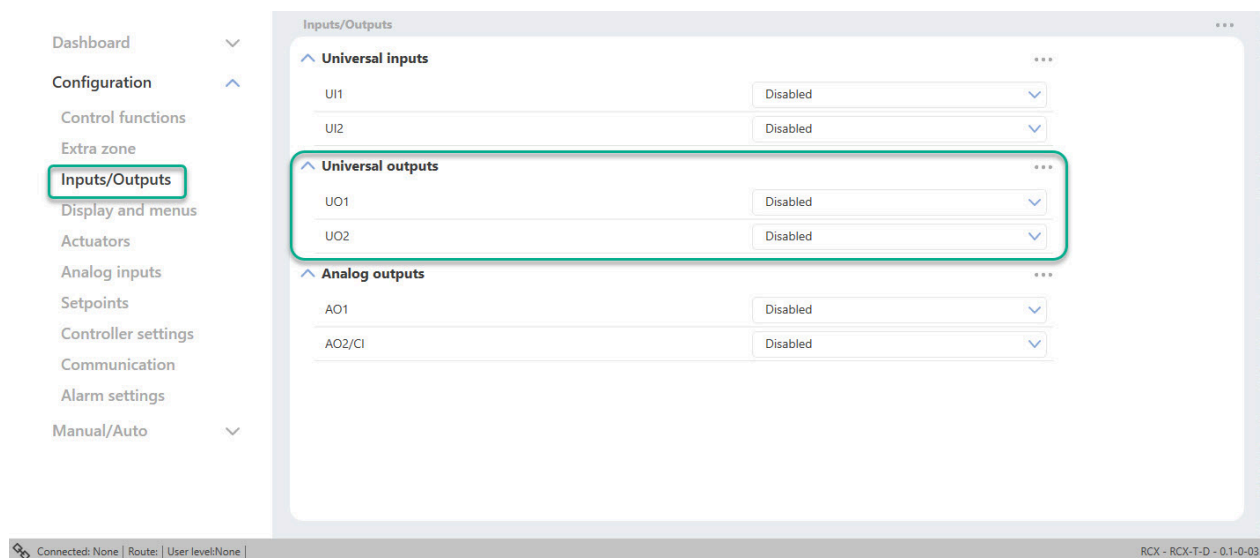 Inputs/Outputs
Dashboard
Configuration
Control functions
Extra zone
Inputs/Outputs
Display and menus
Actuators
Analog inputs
Setpoints
Controller settings
Communication
Alarm settings
Manual/Auto
Universal inputs
UI1 Disabled
UI2 Disabled
Universal outputs
UO1 Disabled
UO2 Disabled
Analog outputs
AO1 Disabled
AO2/CI Disabled
Connected: None | Route: | User level:None |
RCX - RCX-T-D - 0.1-0-03